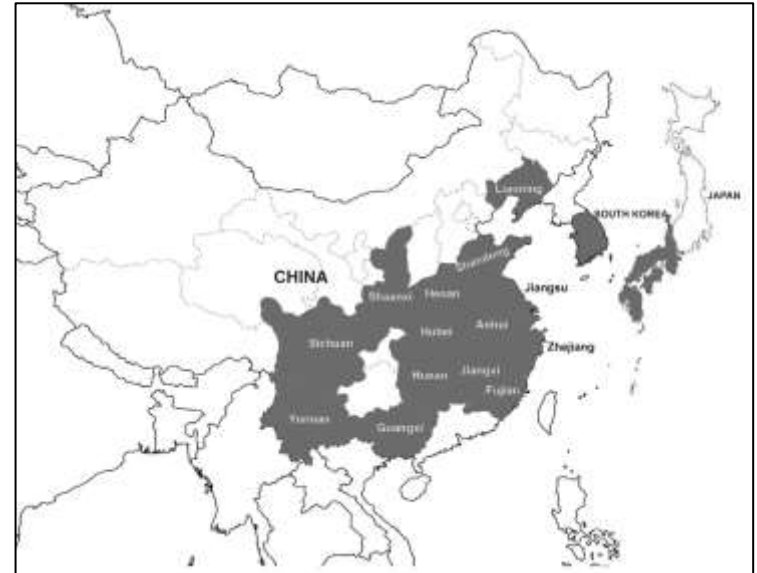 Liaoning
JAPAN
SOUTH KOREA
Shandong
CHINA
Jiangsu
Shaanxi
Henan
Hubei
Anhui
Sichuan
Zhejiang
Hunan
Jiangxi
Fujian
Yunnan
Guangxi